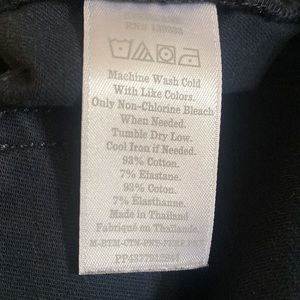 Machine Wash Cold
With Like Colors.
Only Non-Chlorine Bleach
When Needed.
Tumble Dry Low.
Cool Iron if Needed.
93% Cotton.
7% Elastane.
93% Coton.
7% Elasthanne.
Made in Thailand
Fabriqué en Thaïlande.